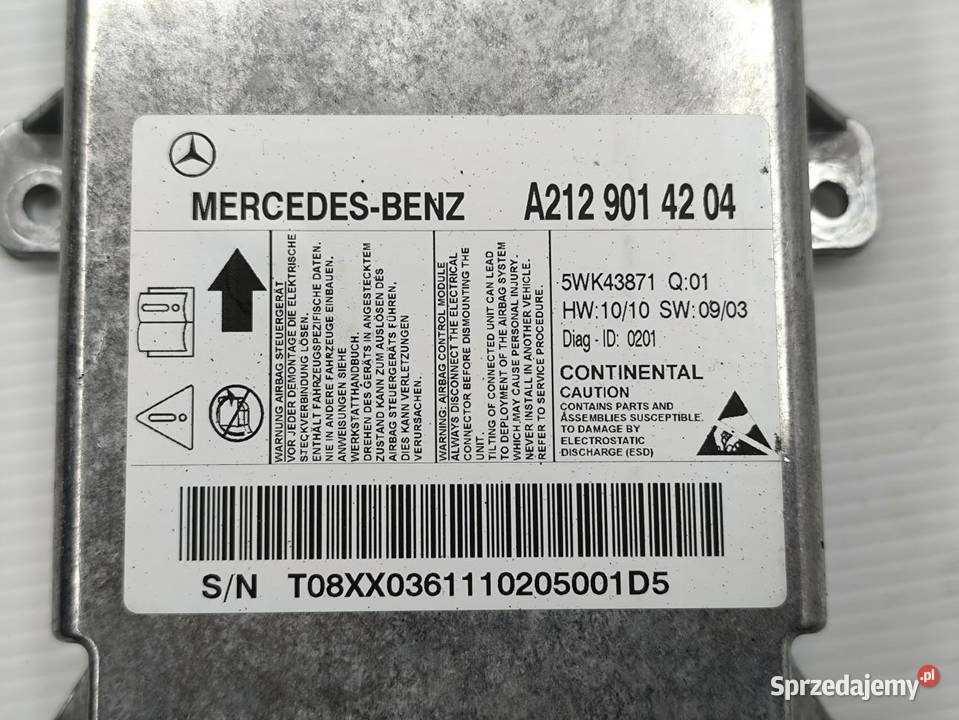 MERCEDES-BENZ A212 901 42 04
WARNUNG AIRBAG STEUERGERÄT
VOR JEDER DEMONTAGE DIE ELEKTRISCHE
STECKVERBINDUNG LÖSEN.
ENTHÄLT FAHRZEUGSPEZIFISCHE DATEN.
NIE IN ANDERE FAHRZEUGE EINBAUEN.
ANWEISUNGEN SIEHE
WERKSTATTHANDBUCH.
DREHEN DES GERÄTS IN ANGESTECKTEM
ZUSTAND KANN ZUM AUSLÖSEN DES
AIRBAG STEUERGERÄTS FÜHREN,
DIES KANN VERLETZUNGEN
VERURSACHEN.
WARNING: AIRBAG CONTROL MODULE
ALWAYS DISCONNECT THE ELECTRICAL
CONNECTOR BEFORE DISMOUNTING THE
UNIT.
TILTING OF CONNECTED UNIT CAN LEAD
TO DEPLOYMENT OF THE AIRBAG SYSTEM
WHICH MAY CAUSE PERSONAL INJURY.
NEVER INSTALL IN ANOTHER VEHICLE.
REFER TO SERVICE PROCEDURE.
5WK43871 Q:01
HW:10/10 SW:09/03
Diag - ID: 0201
CONTINENTAL
CAUTION
CONTAINS PARTS AND
ASSEMBLIES SUSCEPTIBLE
TO DAMAGE BY
ELECTROSTATIC
DISCHARGE (ESD)
S/N T08XX0361110205001D5
Sprzedajemy.pl